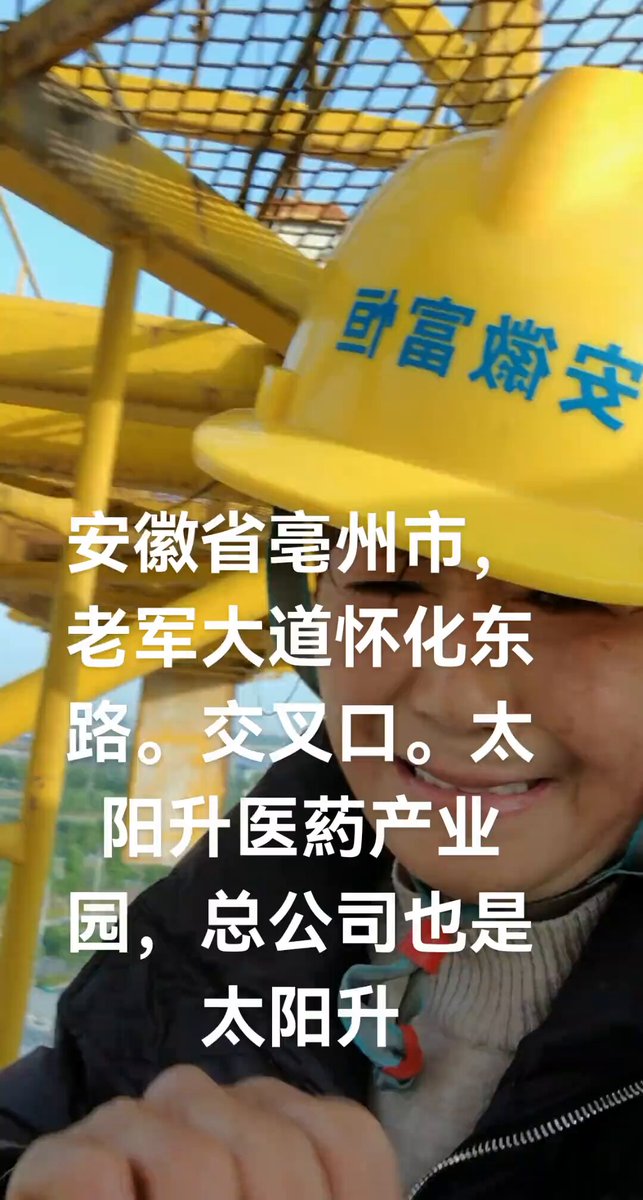 安徽富恒
安徽省亳州市，
老军大道怀化东
路。交叉口。太
阳升医药产业
园，总公司也是
太阳升